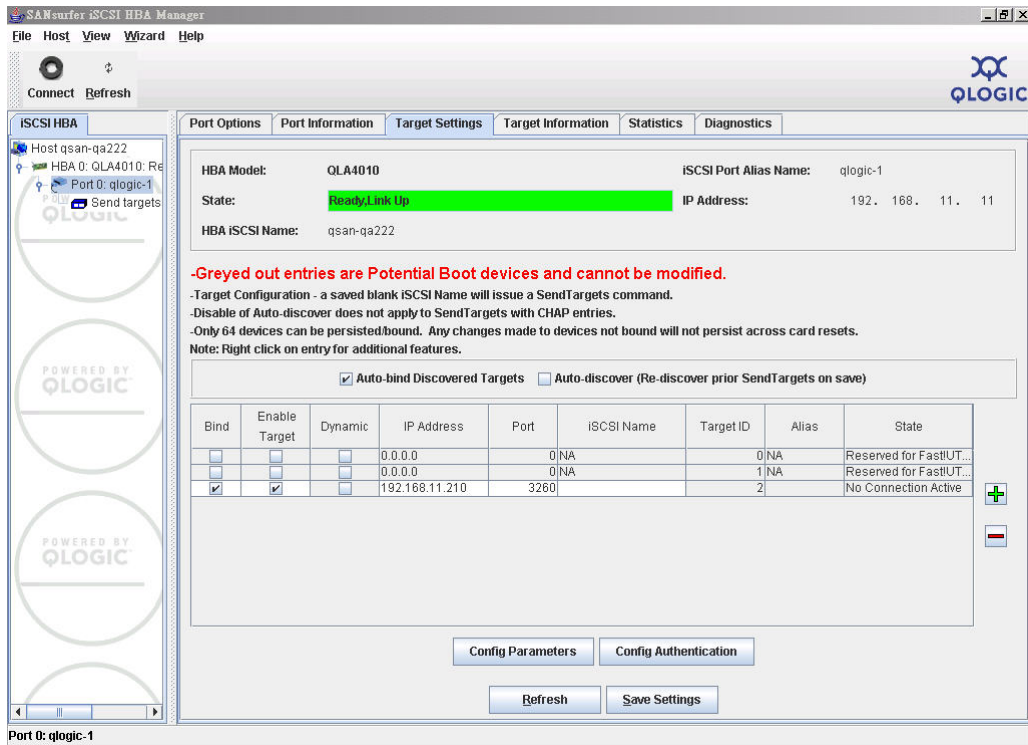 SANsurfer iSCSI HBA Manager
File Host View Wizard Help
Connect Refresh
QLOGIC
iSCSI HBA
Port Options Port Information Target Settings Target Information Statistics Diagnostics
Host qsan-qa222
HBA 0: QLA4010: Re
Port 0: qlogic-1
Send targets
HBA Model: QLA4010 iSCSI Port Alias Name: qlogic-1
State: Ready,Link Up IP Address: 192. 168. 11. 11
HBA iSCSI Name: qsan-qa222
-Greyed out entries are Potential Boot devices and cannot be modified.
-Target Configuration - a saved blank iSCSI Name will issue a SendTargets command.
-Disable of Auto-discover does not apply to SendTargets with CHAP entries.
-Only 64 devices can be persisted/bound. Any changes made to devices not bound will not persist across card resets.
Note: Right click on entry for additional features.
Auto-bind Discovered Targets Auto-discover (Re-discover prior SendTargets on save)
Bind Enable Target Dynamic IP Address Port iSCSI Name Target ID Alias State
0.0.0.0 0 NA 0 NA Reserved for Fast!UT...
0.0.0.0 0 NA 1 NA Reserved for Fast!UT...
192.168.11.210 3260 2 No Connection Active
POWERED BY
QLOGIC
POWERED BY
QLOGIC
Config Parameters Config Authentication
Refresh Save Settings
Port 0: qlogic-1